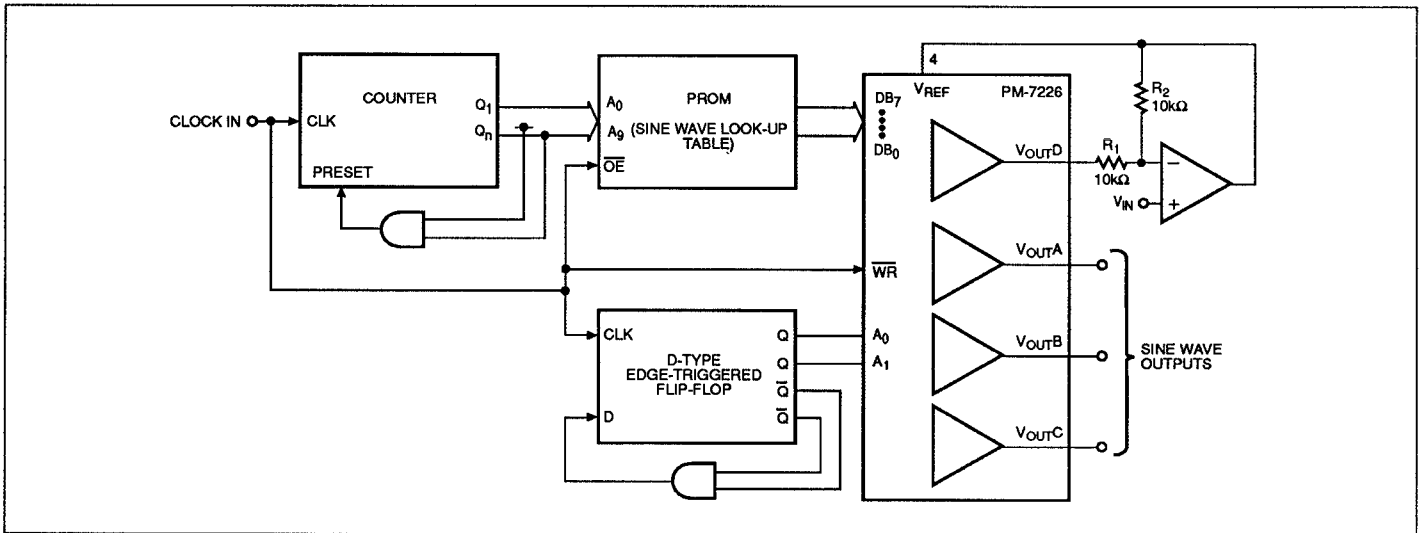 COUNTER
CLOCK IN
CLK
Q1
Qn
PRESET
A0
A9
OE
PROM
(SINE WAVE LOOK-UP
TABLE)
4
VREF
PM-7226
DB7
DB0
WR
A0
A1
VOUTD
VOUTA
VOUTB
VOUTC
R1
10kΩ
R2
10kΩ
VIN
−
+
CLK
D
D-TYPE
EDGE-TRIGGERED
FLIP-FLOP
Q
Q
Q̅
Q̅
SINE WAVE
OUTPUTS